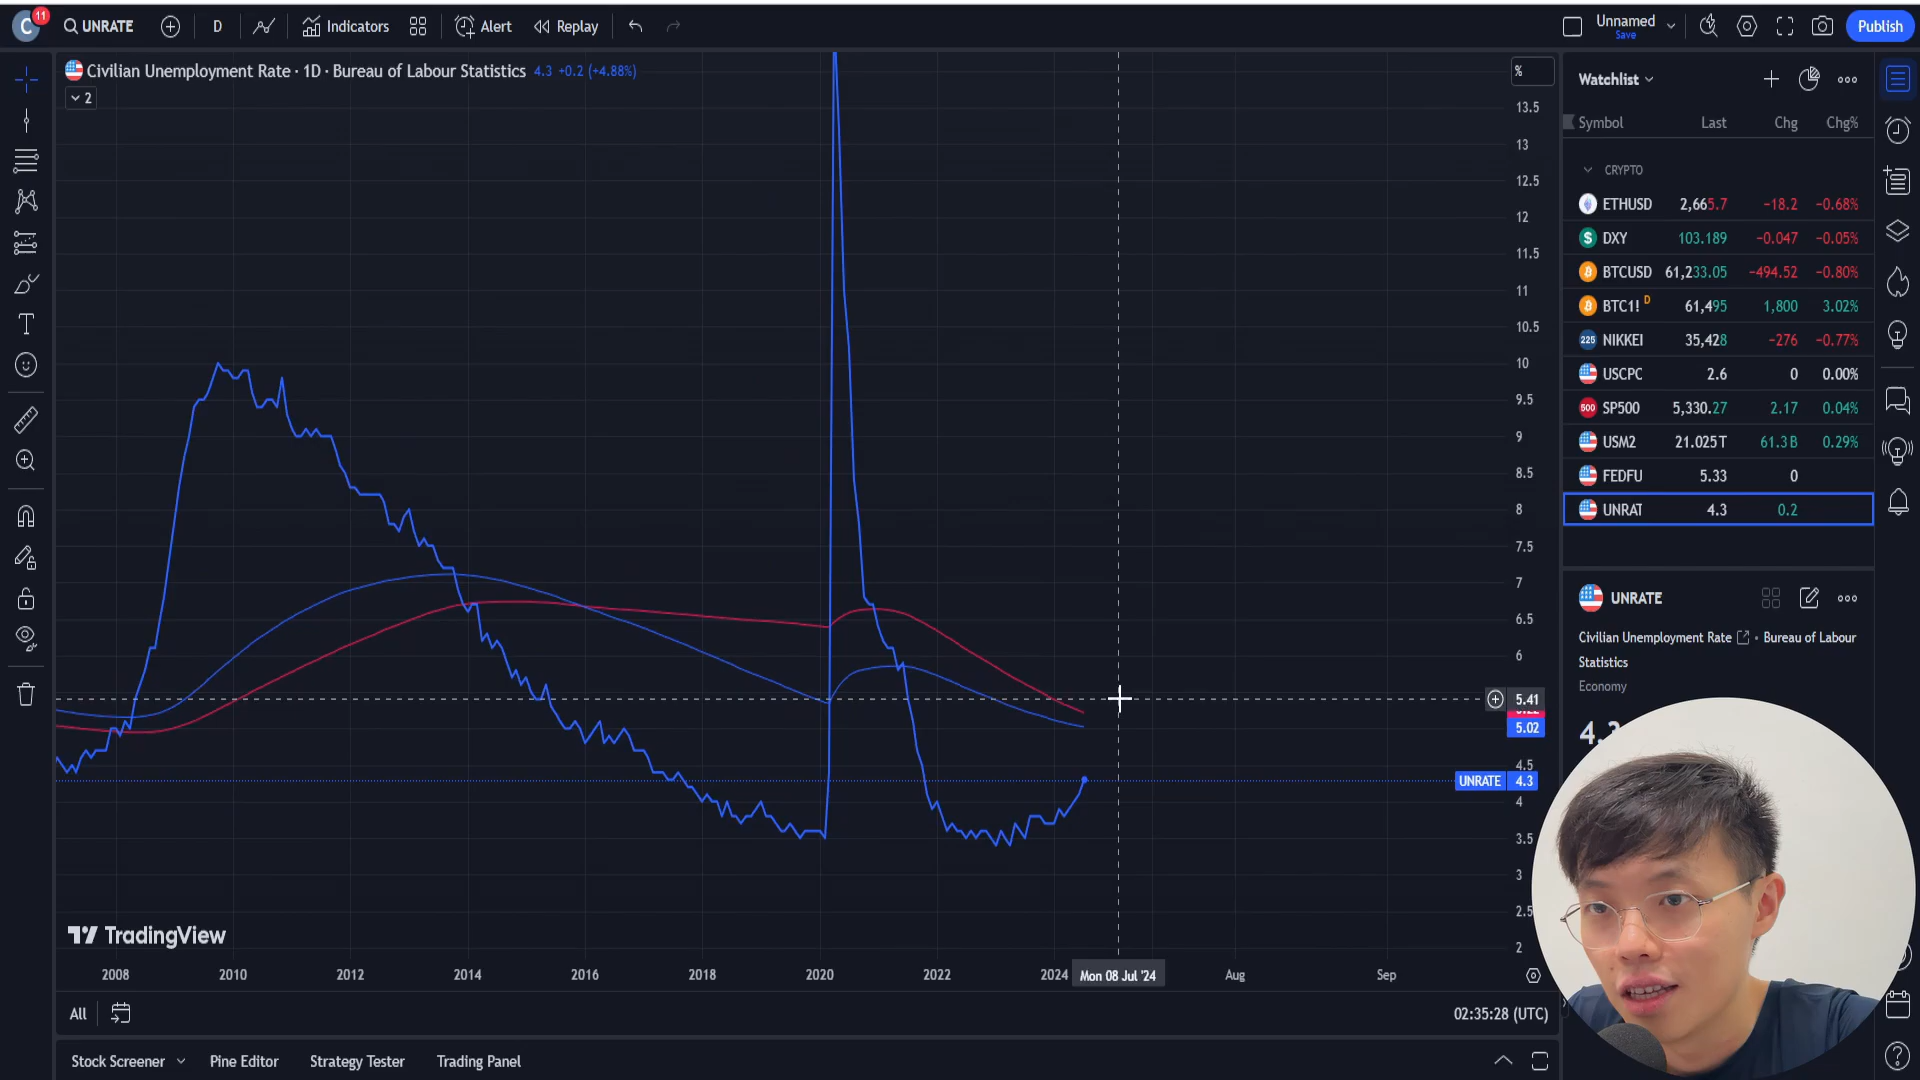 C
11
UNRATE
D
Indicators
Alert
Replay
Unnamed
Save
Publish
Civilian Unemployment Rate · 1D · Bureau of Labour Statistics 4.3 +0.2 (+4.88%)
2
%
13.5
13
12.5
12
11.5
11
10.5
10
9.5
9
8.5
8
7.5
7
6.5
6
5.41
5.02
4.5
UNRATE 4.3
4
3.5
3
2.5
2
TradingView
2008 2010 2012 2014 2016 2018 2020 2022 2024 Mon 08 Jul '24 Aug Sep
All
02:35:28 (UTC)
Stock Screener Pine Editor Strategy Tester Trading Panel
Watchlist
Symbol Last Chg Chg%
CRYPTO
ETHUSD 2,665.7 −18.2 −0.68%
$ DXY 103.189 −0.047 −0.05%
BTCUSD 61,233.05 −494.52 −0.80%
BTC1! D 61,495 1,800 3.02%
225 NIKKEI 35,428 −276 −0.77%
USCPC 2.6 0 0.00%
500 SP500 5,330.27 2.17 0.04%
USM2 21.025T 61.3B 0.29%
FEDFU 5.33 0
UNRAT 4.3 0.2
UNRATE
Civilian Unemployment Rate • Bureau of Labour
Statistics
Economy